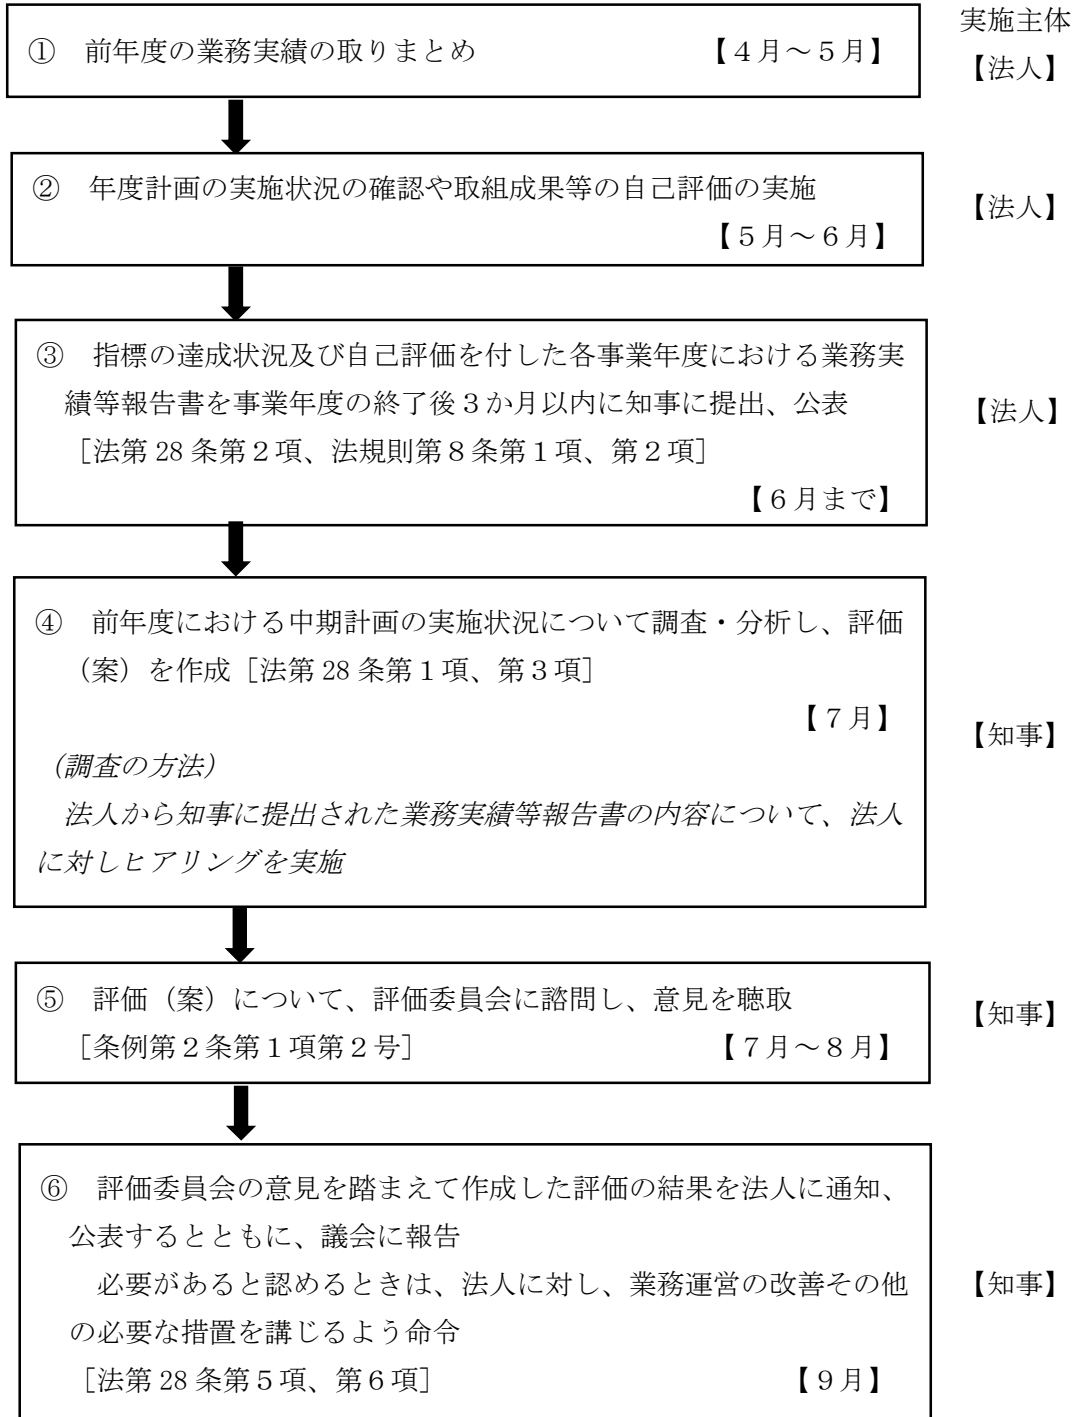 実施主体
①　前年度の業務実績の取りまとめ　【４月～５月】
【法人】
②　年度計画の実施状況の確認や取組成果等の自己評価の実施
【５月～６月】
【法人】
③　指標の達成状況及び自己評価を付した各事業年度における業務実
績等報告書を事業年度の終了後３か月以内に知事に提出、公表
［法第 28 条第２項、法規則第８条第１項、第２項］
【６月まで】
【法人】
④　前年度における中期計画の実施状況について調査・分析し、評価
（案）を作成［法第 28 条第１項、第３項］
【７月】
（調査の方法）
法人から知事に提出された業務実績等報告書の内容について、法人
に対しヒアリングを実施
【知事】
⑤　評価（案）について、評価委員会に諮問し、意見を聴取
［条例第２条第１項第２号］　【７月～８月】
【知事】
⑥　評価委員会の意見を踏まえて作成した評価の結果を法人に通知、
公表するとともに、議会に報告
必要があると認めるときは、法人に対し、業務運営の改善その他
の必要な措置を講じるよう命令
［法第 28 条第５項、第６項］　【９月】
【知事】